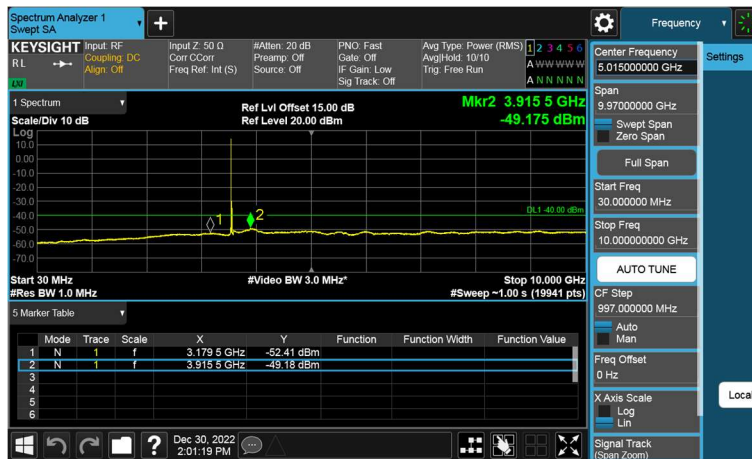 Spectrum Analyzer 1
Swept SA
Frequency
KEYSIGHT
RL
LXI
Input: RF
Coupling: DC
Align: Off
Input Z: 50 Ω
Corr CCorr
Freq Ref: Int (S)
#Atten: 20 dB
Preamp: Off
Source: Off
PNO: Fast
Gate: Off
IF Gain: Low
Sig Track: Off
Avg Type: Power (RMS)
Avg|Hold: 10/10
Trig: Free Run
1 2 3 4 5 6
A W W W W W
A N N N N N
1 Spectrum
Scale/Div 10 dB
Ref Lvl Offset 15.00 dB
Ref Level 20.00 dBm
Mkr2 3.915 5 GHz
-49.175 dBm
Log
10.0
0.00
-10.0
-20.0
-30.0
-40.0
-50.0
-60.0
-70.0
1
2
DL1 -40.00 dBm
Start 30 MHz
#Res BW 1.0 MHz
#Video BW 3.0 MHz*
Stop 10.000 GHz
#Sweep ~1.00 s (19941 pts)
5 Marker Table
Mode Trace Scale X Y Function Function Width Function Value
1 N 1 f 3.179 5 GHz -52.41 dBm
2 N 1 f 3.915 5 GHz -49.18 dBm
3
4
5
6
?
Dec 30, 2022
2:01:19 PM
Center Frequency
5.015000000 GHz
Settings
Span
9.97000000 GHz
Swept Span
Zero Span
Full Span
Start Freq
30.000000 MHz
Stop Freq
10.000000000 GHz
AUTO TUNE
CF Step
997.000000 MHz
Auto
Man
Freq Offset
0 Hz
X Axis Scale
Log
Lin
Local
Signal Track
(Span Zoom)